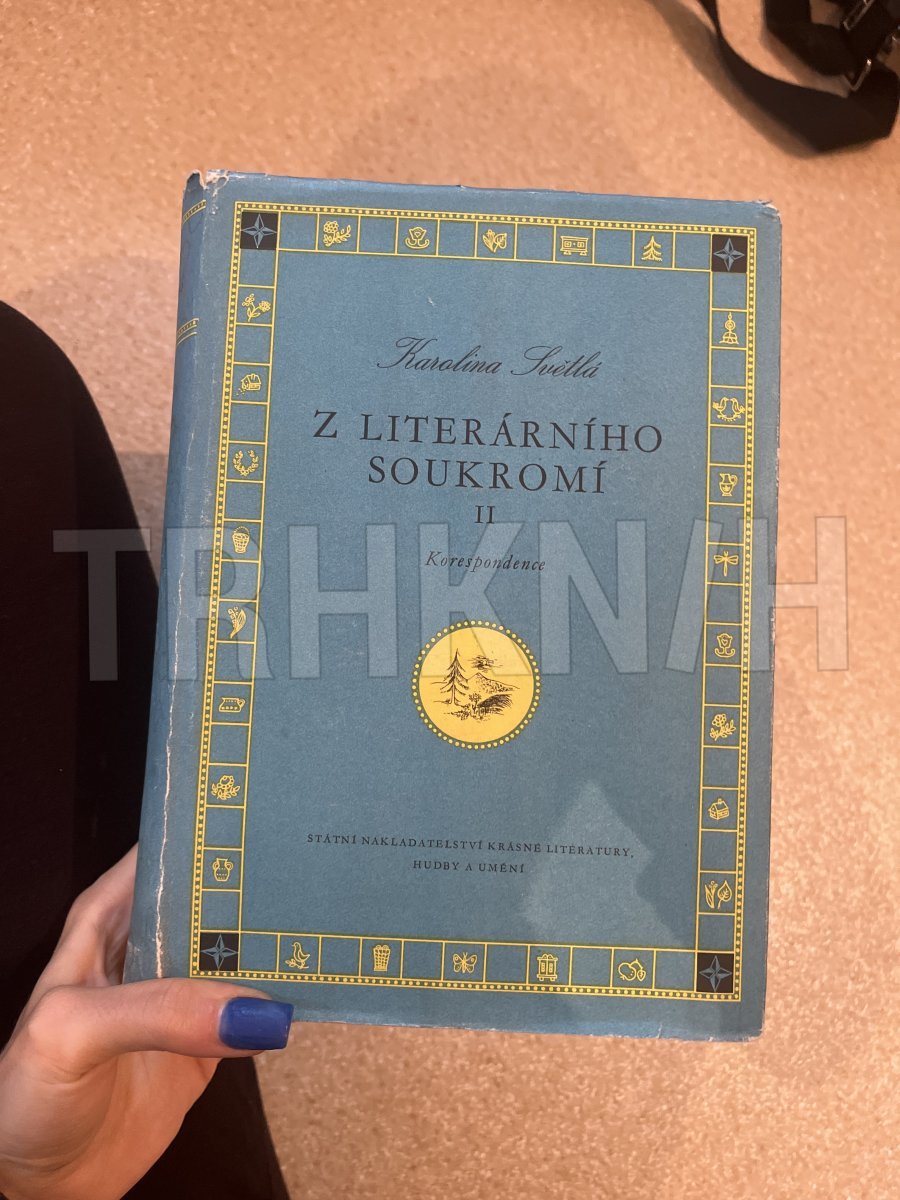 Karolina Světlá
Z LITERÁRNÍHO
SOUKROMÍ
II
Korespondence
TRHKNIH
STÁTNÍ NAKLADATELSTVÍ KRÁSNÉ LITERATURY,
HUDBY A UMĚNÍ